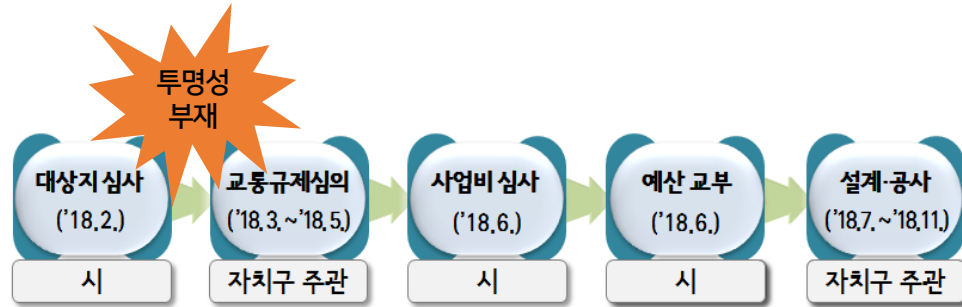 투명성
부재
대상지 심사
('18.2.)
시
교통규제심의
('18.3.~'18.5.)
자치구 주관
사업비 심사
('18.6.)
시
예산 교부
('18.6.)
시
설계·공사
('18.7.~'18.11.)
자치구 주관